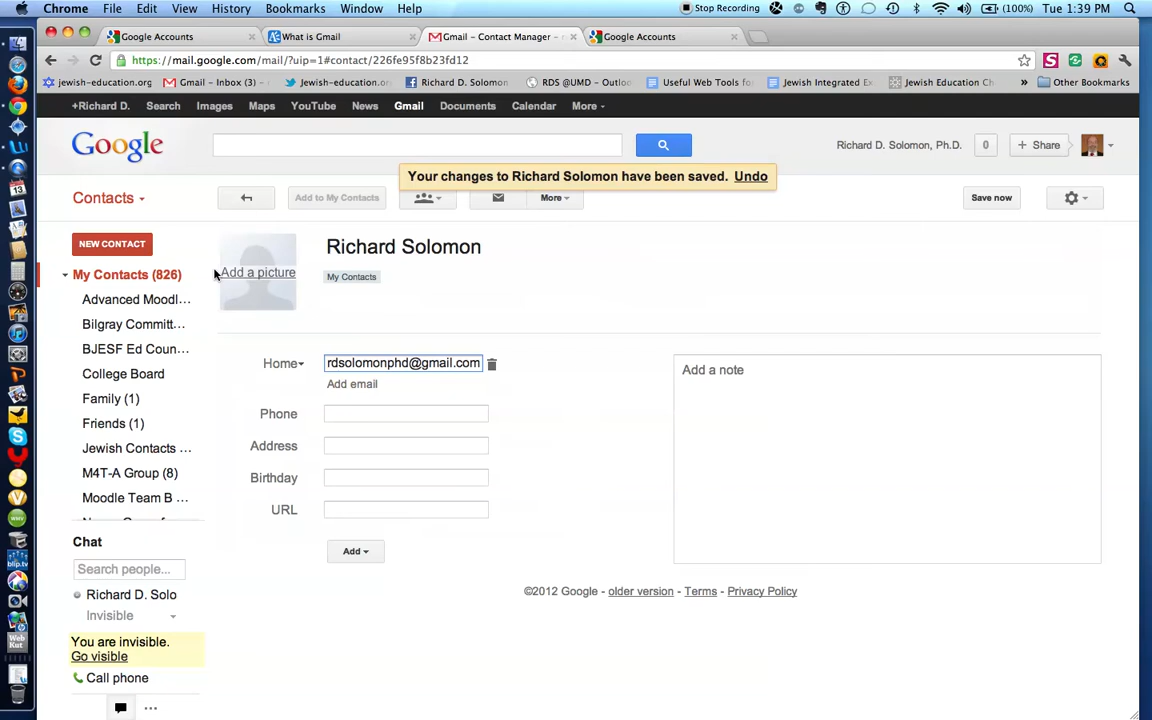 Chrome File Edit View History Bookmarks Window Help Stop Recording (100%) Tue 1:39 PM
Google Accounts × What is Gmail × Gmail – Contact Manager – × Google Accounts ×
https://mail.google.com/mail/?uip=1#contact/226fe95f8b23fd12
jewish-education.org Gmail – Inbox (3) – Jewish-education.org Richard D. Solomon RDS @UMD – Outlo Useful Web Tools for Jewish Integrated Ex Jewish Education Ch » Other Bookmarks
+Richard D. Search Images Maps YouTube News Gmail Documents Calendar More
Google Richard D. Solomon, Ph.D. 0 + Share
Your changes to Richard Solomon have been saved. Undo
Contacts Add to My Contacts More Save now
NEW CONTACT
Add a picture
Richard Solomon
My Contacts
My Contacts (826)
Advanced Moodl...
Bilgray Committ...
BJESF Ed Coun...
College Board
Family (1)
Friends (1)
Jewish Contacts ...
M4T-A Group (8)
Moodle Team B ...
Home rdsolomonphd@gmail.com
Add email
Phone
Address
Birthday
URL
Add
Add a note
Chat
Search people...
Richard D. Solo
Invisible
You are invisible.
Go visible
Call phone
©2012 Google - older version - Terms - Privacy Policy